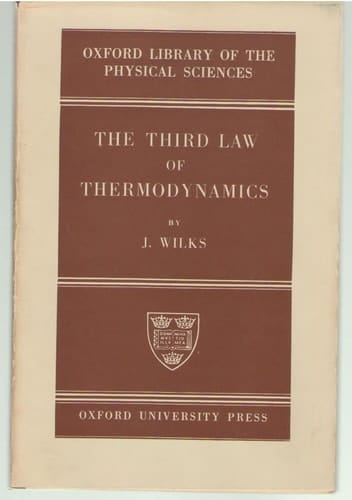 OXFORD LIBRARY OF THE
PHYSICAL SCIENCES
THE THIRD LAW
OF
THERMODYNAMICS
BY
J. WILKS
OXFORD UNIVERSITY PRESS